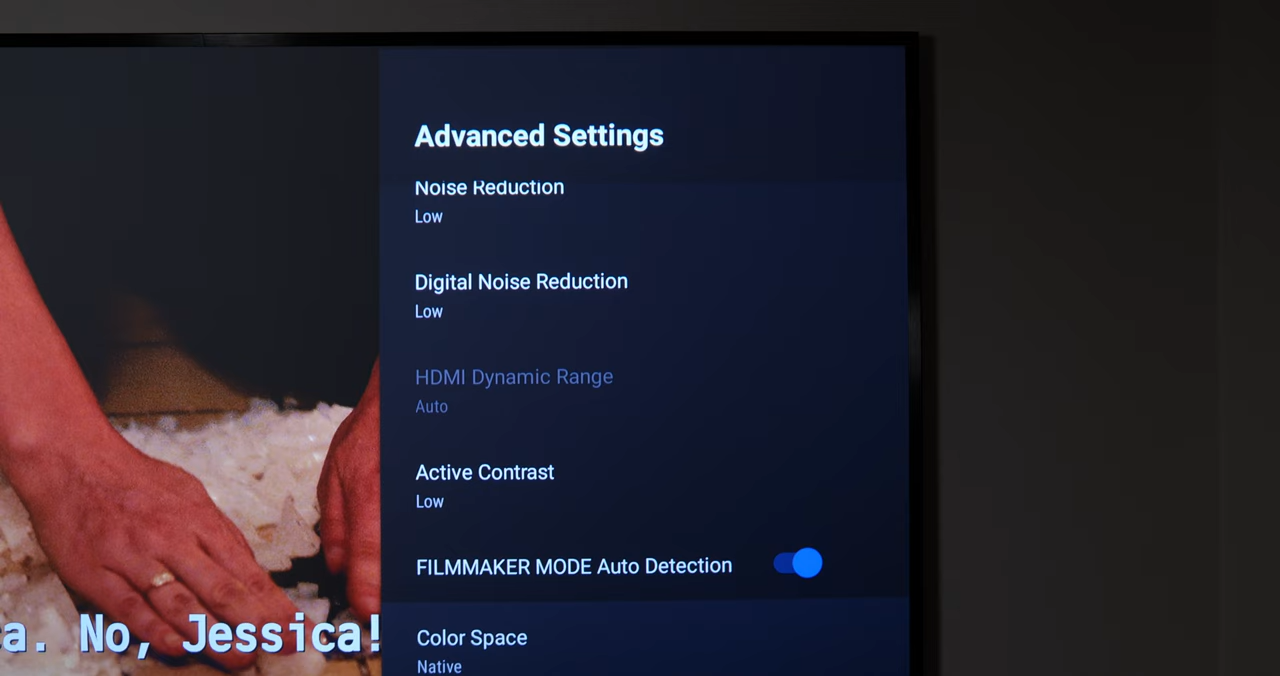 Advanced Settings
Noise Reduction
Low
Digital Noise Reduction
Low
HDMI Dynamic Range
Auto
Active Contrast
Low
FILMMAKER MODE Auto Detection
a. No, Jessica!
Color Space
Native